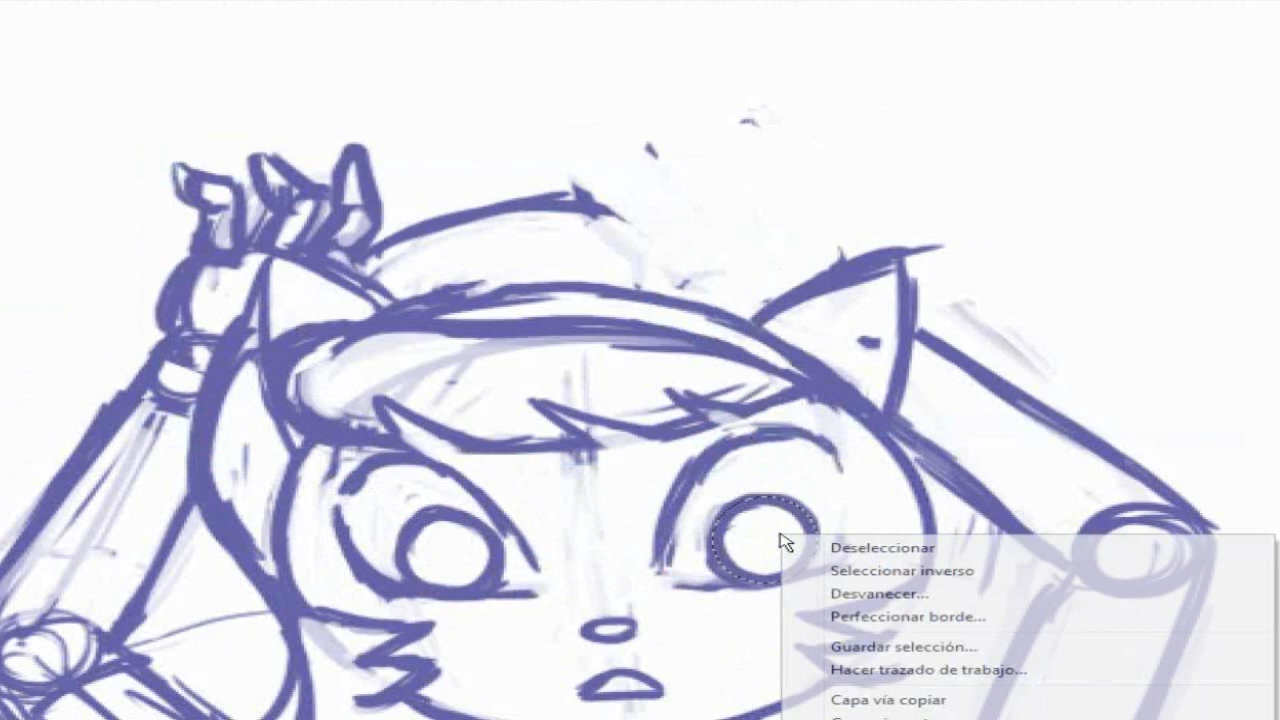 Deseleccionar
Seleccionar inverso
Desvanecer...
Perfeccionar borde...
Guardar selección...
Hacer trazado de trabajo...
Capa vía copiar